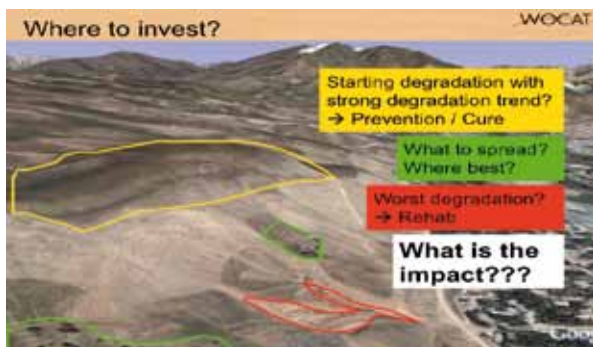 Where to invest?
WOCAT
Starting degradation with
strong degradation trend?
→ Prevention / Cure
What to spread?
Where best?
Worst degradation?
→ Rehab
What is the
impact???